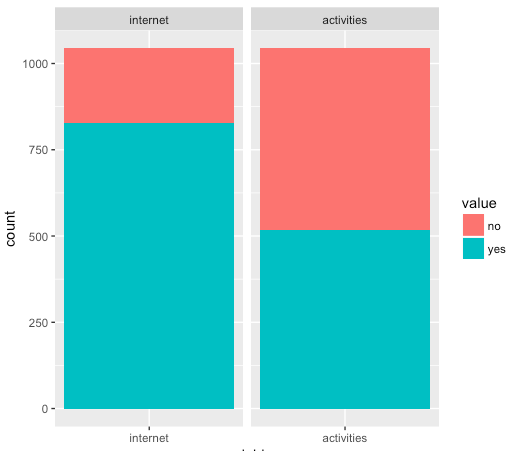 internet activities
1000
750
500
250
0
count
internet activities
value
no
yes